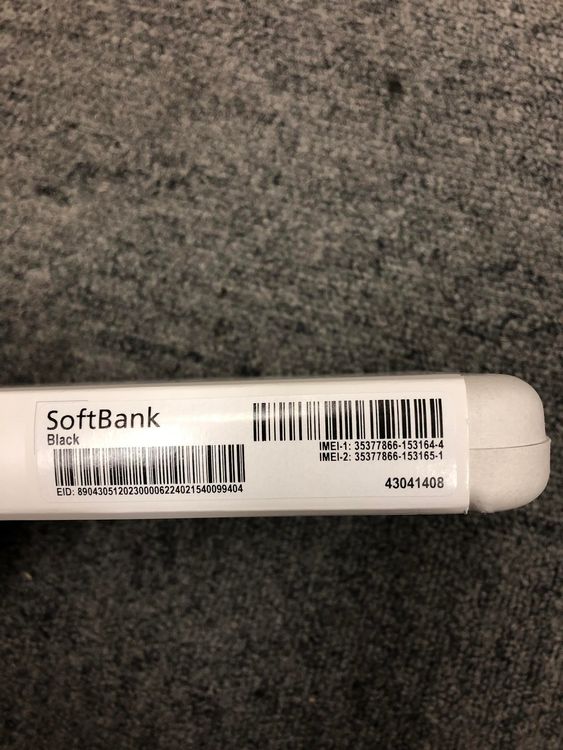 SoftBank
Black
EID: 89043051202300006224021540099404
IMEI-1: 35377866-153164-4
IMEI-2: 35377866-153165-1
43041408